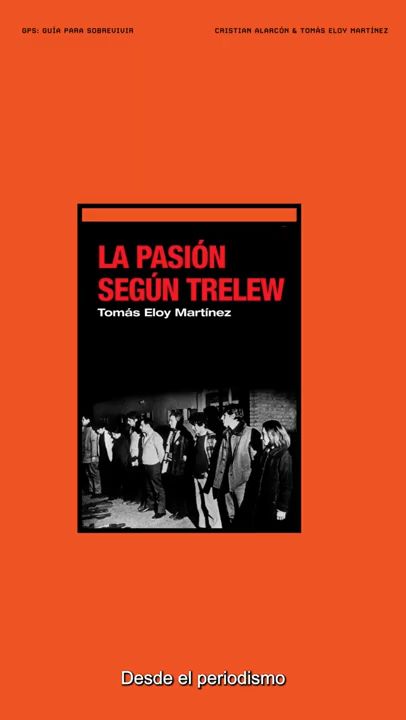 GPS: GUÍA PARA SOBREVIVIR
CRISTIAN ALARCÓN & TOMÁS ELOY MARTÍNEZ
LA PASIÓN
SEGÚN TRELEW
Tomás Eloy Martínez
Desde el periodismo